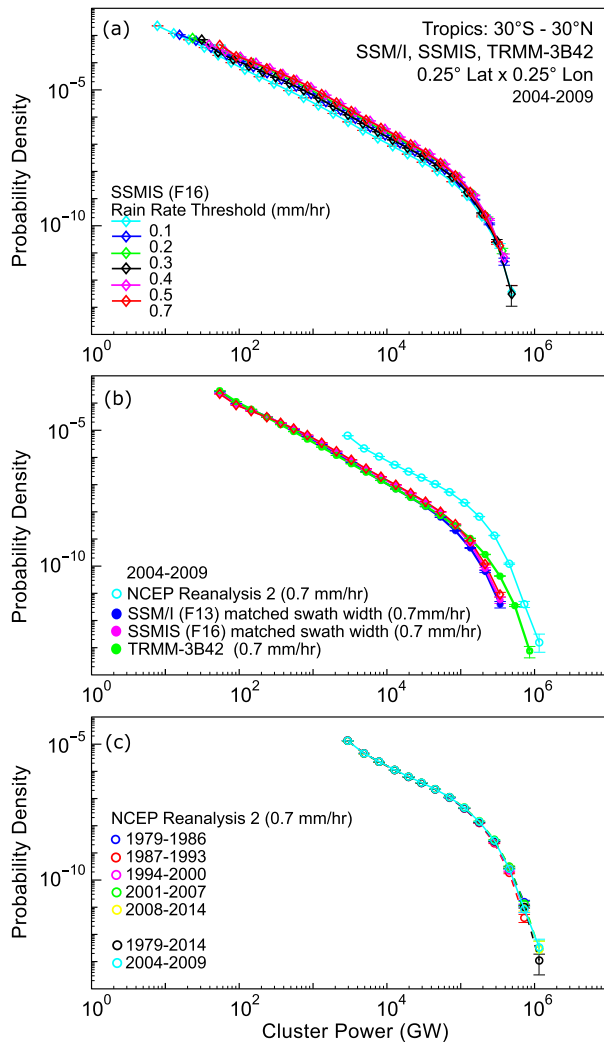 (a)
Tropics: 30°S - 30°N
SSM/I, SSMIS, TRMM-3B42
0.25° Lat x 0.25° Lon
2004-2009
Probability Density
10^-5
10^-10
SSMIS (F16)
Rain Rate Threshold (mm/hr)
0.1
0.2
0.3
0.4
0.5
0.7
10^0
10^2
10^4
10^6
(b)
Probability Density
10^-5
10^-10
2004-2009
NCEP Reanalysis 2 (0.7 mm/hr)
SSM/I (F13) matched swath width (0.7mm/hr)
SSMIS (F16) matched swath width (0.7 mm/hr)
TRMM-3B42 (0.7 mm/hr)
10^0
10^2
10^4
10^6
(c)
Probability Density
10^-5
10^-10
NCEP Reanalysis 2 (0.7 mm/hr)
1979-1986
1987-1993
1994-2000
2001-2007
2008-2014
1979-2014
2004-2009
10^0
10^2
10^4
10^6
Cluster Power (GW)